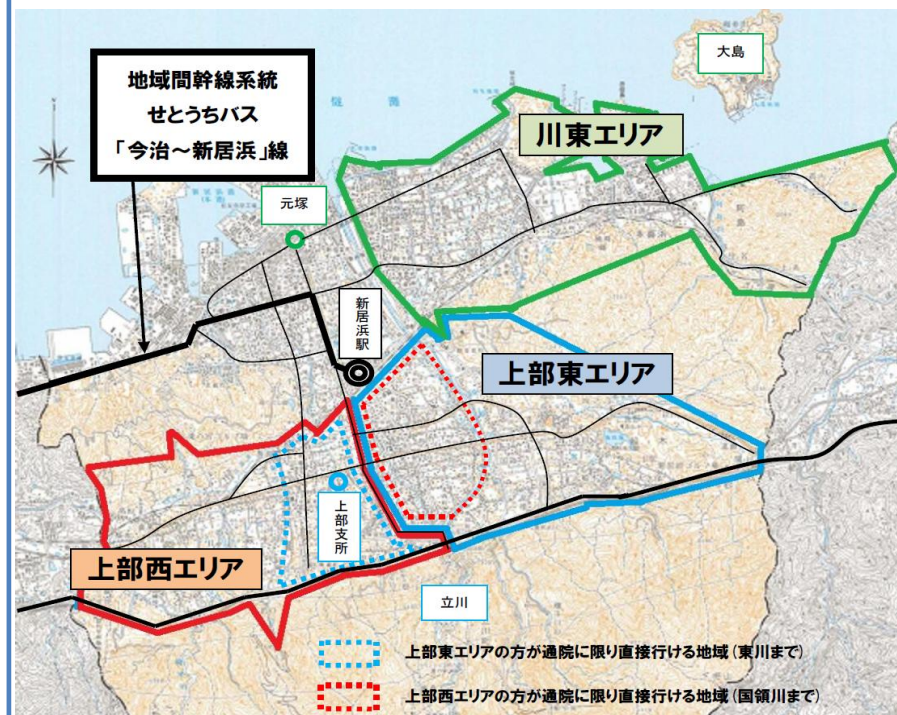 地域間幹線系統
せとうちバス
「今治～新居浜」線
大島
川東エリア
元塚
新居浜駅
上部東エリア
上部支所
上部西エリア
立川
上部東エリアの方が通院に限り直接行ける地域(東川まで)
上部西エリアの方が通院に限り直接行ける地域(国領川まで)